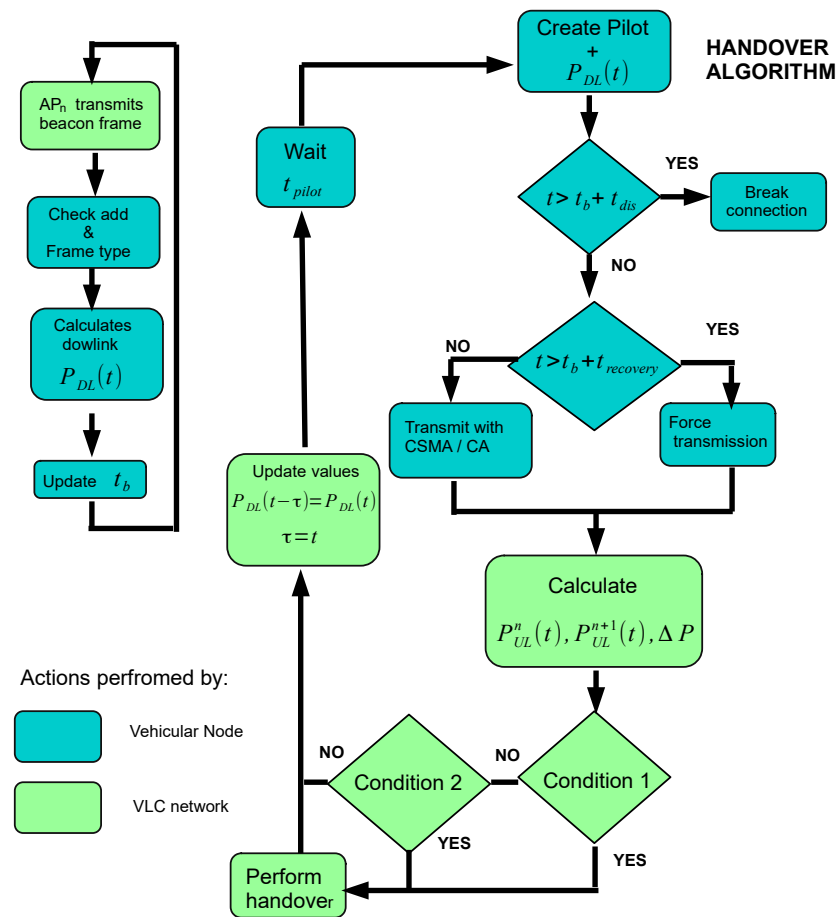 HANDOVER
ALGORITHM
APn transmits
beacon frame
Check add
&
Frame type
Calculates
dowlink
P_DL(t)
Update t_b
Wait
t_pilot
Create Pilot
+
P_DL(t)
t > t_b + t_dis
YES
Break
connection
NO
t > t_b + t_recovery
NO
YES
Transmit with
CSMA / CA
Force
transmission
Update values
P_DL(t−τ)=P_DL(t)
τ=t
Calculate
P_UL^n(t), P_UL^{n+1}(t), Δ P
Condition 1
NO
YES
Condition 2
NO
YES
Perform
handover
Actions perfromed by:
Vehicular Node
VLC network